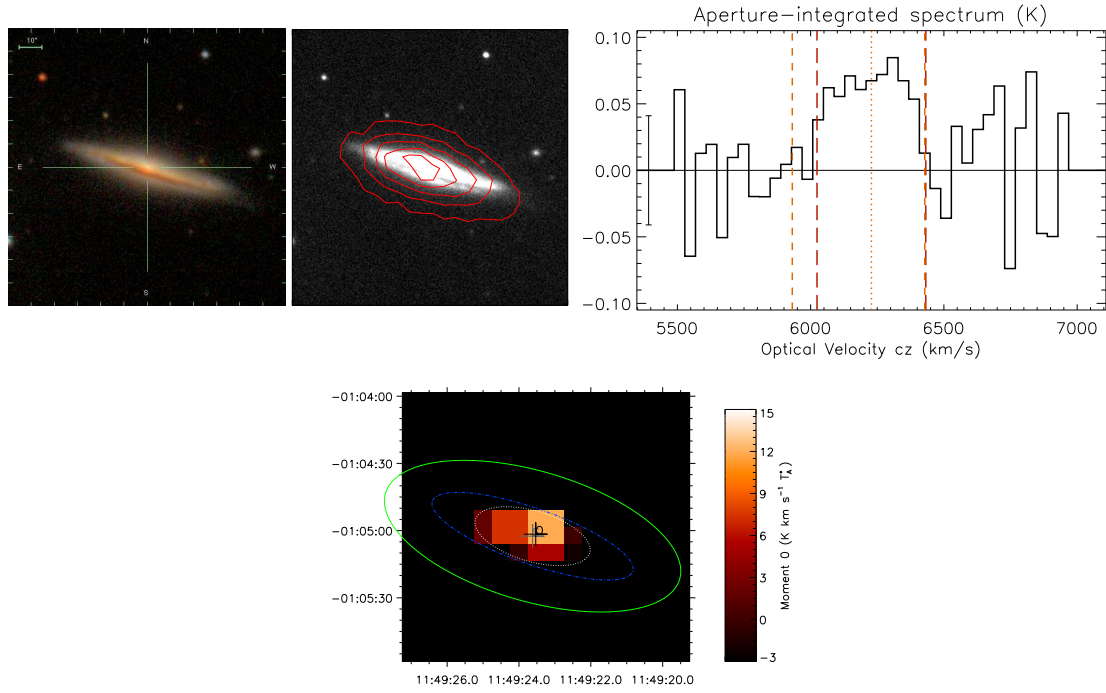 10"
N
E
W
S
Aperture-integrated spectrum (K)
0.10
0.05
0.00
-0.05
-0.10
5500 6000 6500 7000
Optical Velocity cz (km/s)
-01:04:00
-01:04:30
-01:05:00
-01:05:30
11:49:26.0 11:49:24.0 11:49:22.0 11:49:20.0
15
12
9
6
3
0
-3
Moment 0 (K km s⁻¹ T*A)